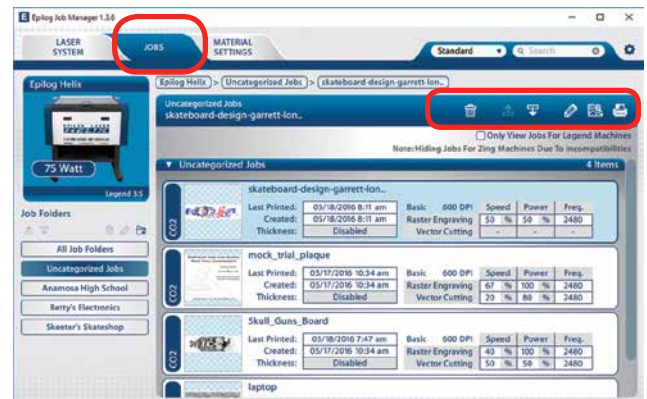 Epilog Job Manager 1.3.6
LASER SYSTEM
JOBS
MATERIAL SETTINGS
Standard
Search
Epilog Helix
75 Watt
Legend 3.5
Job Folders
All Job Folders
Uncategorized Jobs
Anamosa High School
Betty's Electronics
Skeeter's Skateshop
Epilog Helix > Uncategorized Jobs > skateboard-design-garrett-lon..
Uncategorized Jobs
skateboard-design-garrett-lon..
Only View Jobs For Legend Machines
Note: Hiding Jobs For Zing Machines Due To Incompatibilities
Uncategorized Jobs 4 Items
CO2
skateboard-design-garrett-lon..
Last Printed: 05/18/2016 8:11 am Basic 600 DPI Speed Power Freq.
Created: 05/18/2016 8:11 am Raster Engraving 50 % 50 % 2480
Thickness: Disabled Vector Cutting - - -
CO2
mock_trial_plaque
Last Printed: 05/17/2016 10:34 am Basic 600 DPI Speed Power Freq.
Created: 05/17/2016 10:34 am Raster Engraving 67 % 100 % 2480
Thickness: Disabled Vector Cutting 20 % 80 % 2480
CO2
Skull_Guns_Board
Last Printed: 05/18/2016 7:47 am Basic 600 DPI Speed Power Freq.
Created: 05/17/2016 10:34 am Raster Engraving 40 % 100 % 2480
Thickness: Disabled Vector Cutting 50 % 50 % 2480
laptop